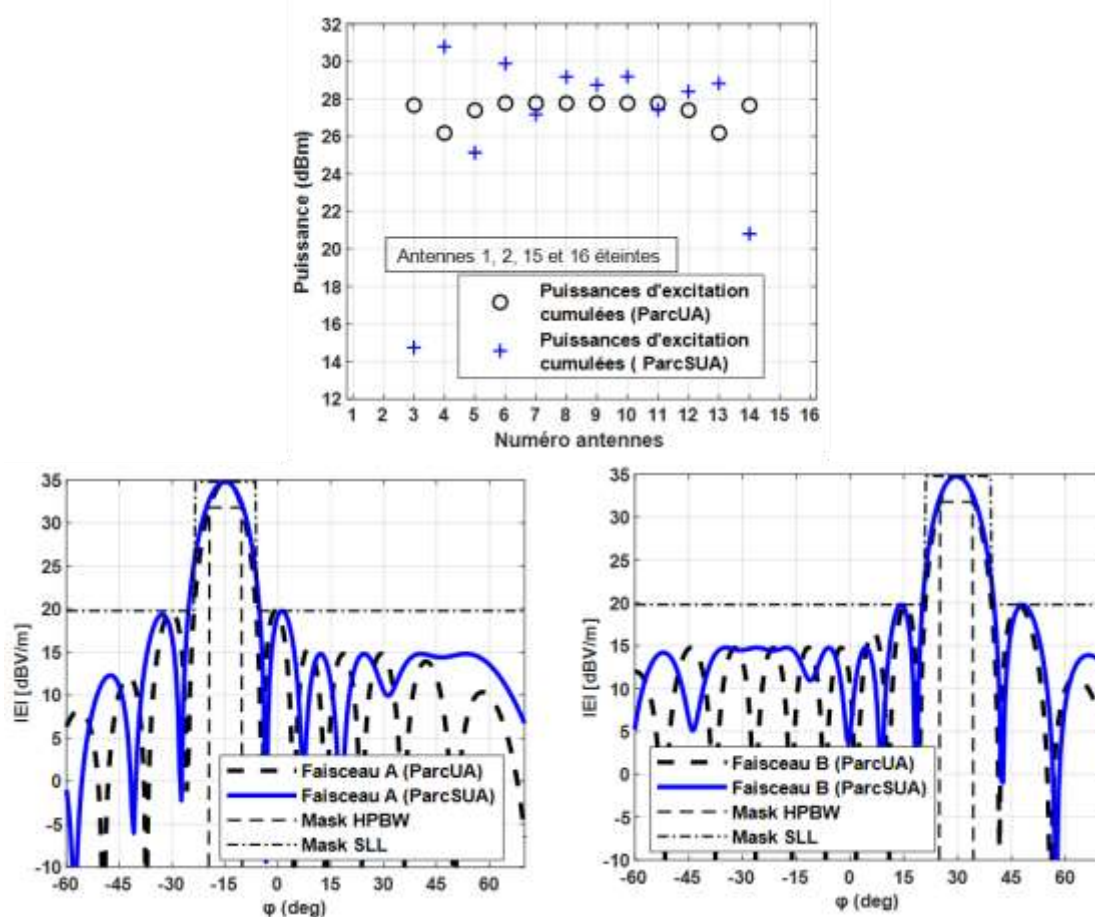 32
30
28
26
24
22
20
18
16
14
12
Puissance (dBm)
Antennes 1, 2, 15 et 16 éteintes
Puissances d'excitation
cumulées (ParcUA)
Puissances d'excitation
cumulées ( ParcSUA)
1 2 3 4 5 6 7 8 9 10 11 12 13 14 15 16
Numéro antennes
35
30
25
20
15
10
5
0
-5
-10
IEI [dBV/m]
Faisceau A (ParcUA)
Faisceau A (ParcSUA)
Mask HPBW
Mask SLL
-60 -45 -30 -15 0 15 30 45 60
φ (deg)
35
30
25
20
15
10
5
0
-5
-10
IEI [dBV/m]
Faisceau B (ParcUA)
Faisceau B (ParcSUA)
Mask HPBW
Mask SLL
-60 -45 -30 -15 0 15 30 45 60
φ (deg)